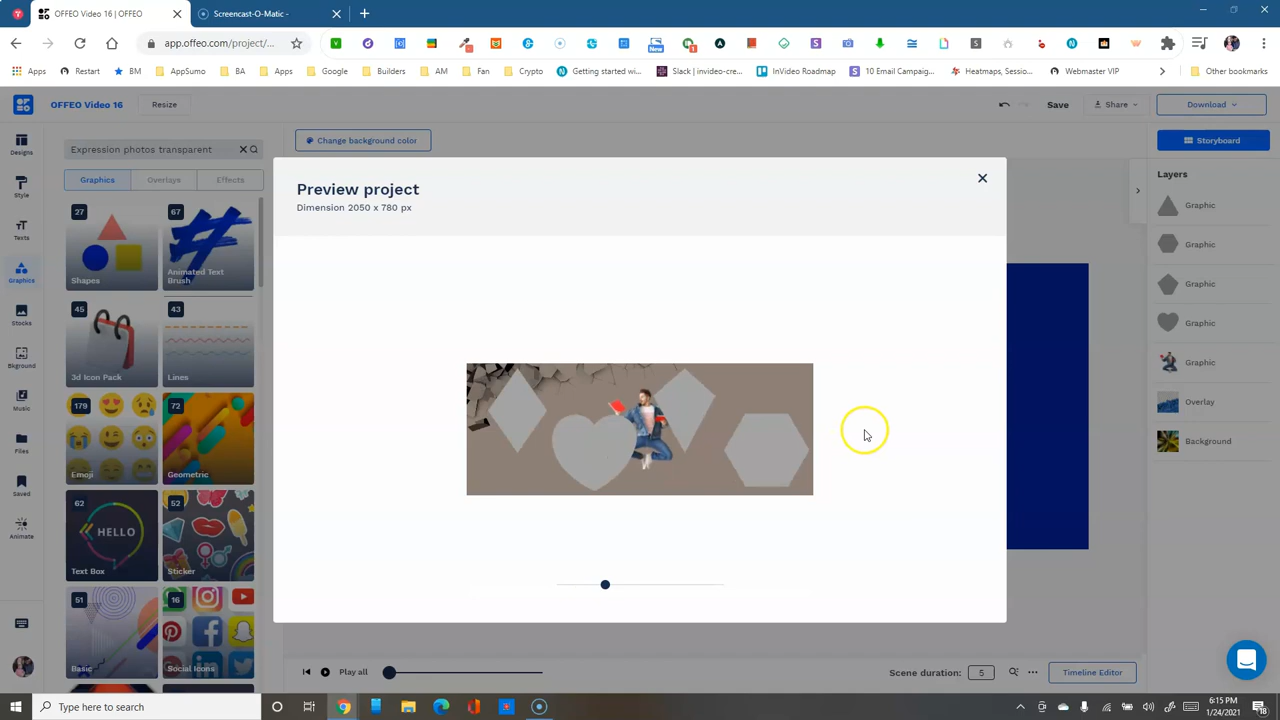 OFFEO Video 16 | OFFEO
Screencast-O-Matic -
app.offeo.com/project/...
Apps
Restart
BM
AppSumo
BA
Apps
Google
Builders
AM
Fan
Crypto
Getting started wi...
Slack | invideo-cre...
InVideo Roadmap
10 Email Campaig...
Heatmaps, Sessio...
Webmaster VIP
Other bookmarks
OFFEO Video 16
Resize
Save
Share
Download
Designs
Style
Texts
Graphics
Stocks
Bkground
Music
Files
Saved
Animate
Expression photos transparent
Graphics
Overlays
Effects
27
Shapes
67
Animated Text
Brush
45
3d Icon Pack
43
Lines
179
Emoji
72
Geometric
62
HELLO
Text Box
52
Sticker
51
Basic
16
Social Icons
Change background color
Storyboard
Preview project
Dimension 2050 x 780 px
Layers
Graphic
Graphic
Graphic
Graphic
Graphic
Overlay
Background
Play all
Scene duration:
5
Timeline Editor
Type here to search
6:15 PM
1/24/2021
18